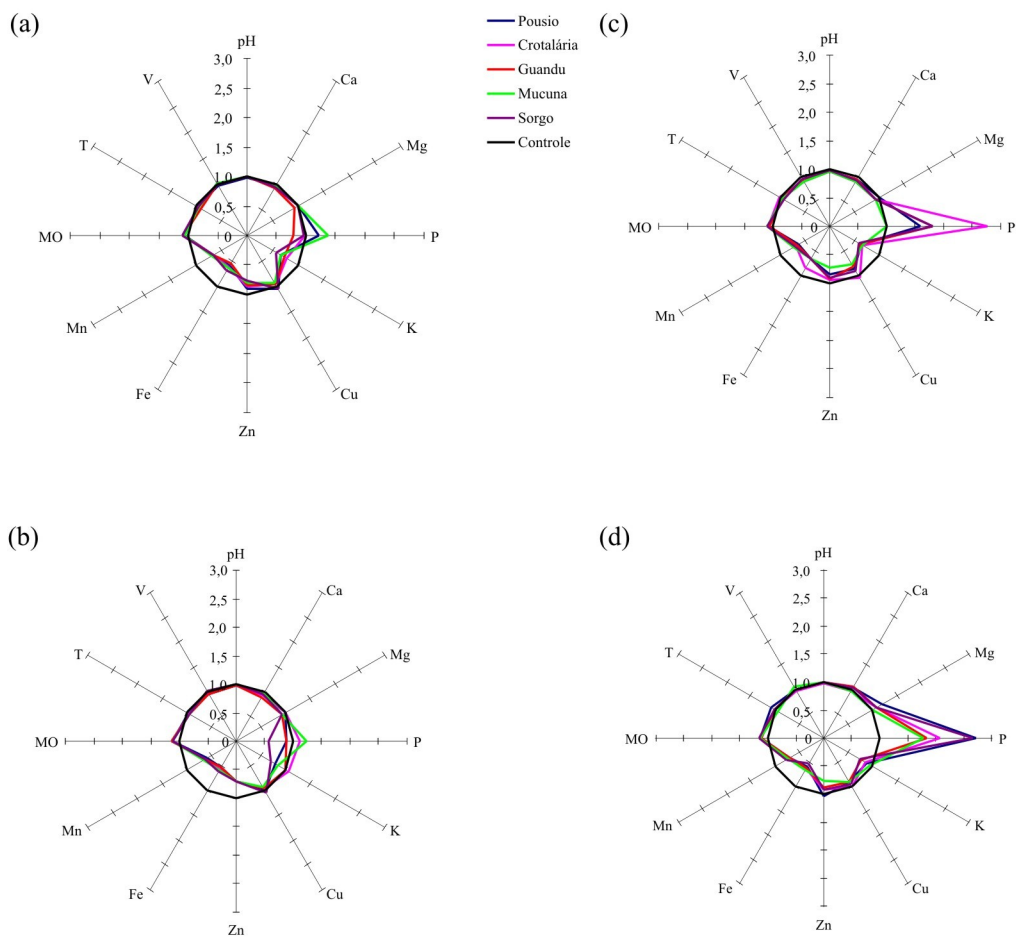 (a)
pH
3,0
2,5
2,0
1,5
1,0
0,5
0
Ca
Mg
P
K
Cu
Zn
Fe
Mn
MO
T
V
Pousio
Crotalária
Guandu
Mucuna
Sorgo
Controle
(c)
pH
3,0
2,5
2,0
1,5
1,0
0,5
0
Ca
Mg
P
K
Cu
Zn
Fe
Mn
MO
T
V
(b)
pH
3,0
2,5
2,0
1,5
1,0
0,5
0
Ca
Mg
P
K
Cu
Zn
Fe
Mn
MO
T
V
(d)
pH
3,0
2,5
2,0
1,5
1,0
0,5
0
Ca
Mg
P
K
Cu
Zn
Fe
Mn
MO
T
V